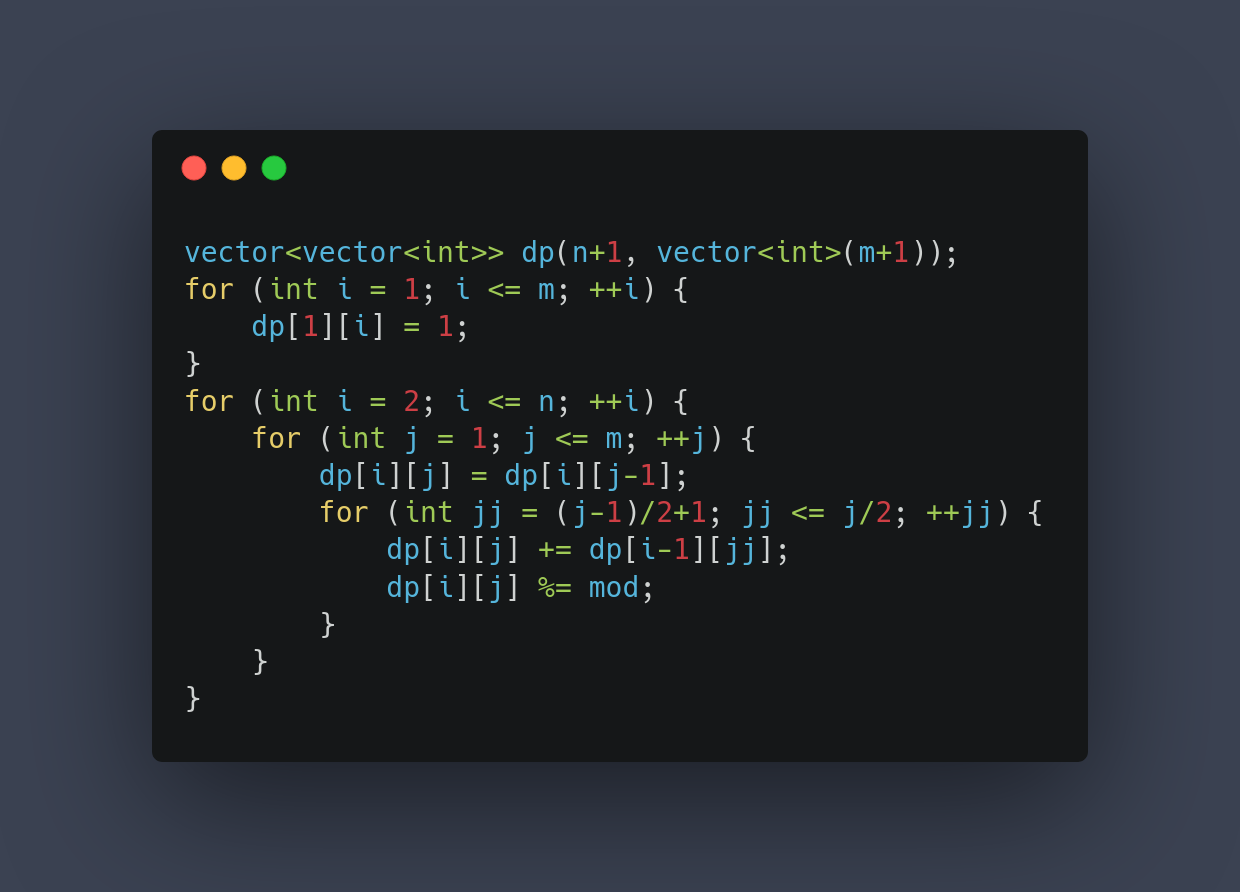 vector<vector<int>> dp(n+1, vector<int>(m+1));
for (int i = 1; i <= m; ++i) {
    dp[1][i] = 1;
}
for (int i = 2; i <= n; ++i) {
    for (int j = 1; j <= m; ++j) {
        dp[i][j] = dp[i][j-1];
        for (int jj = (j-1)/2+1; jj <= j/2; ++jj) {
            dp[i][j] += dp[i-1][jj];
            dp[i][j] %= mod;
        }
    }
}